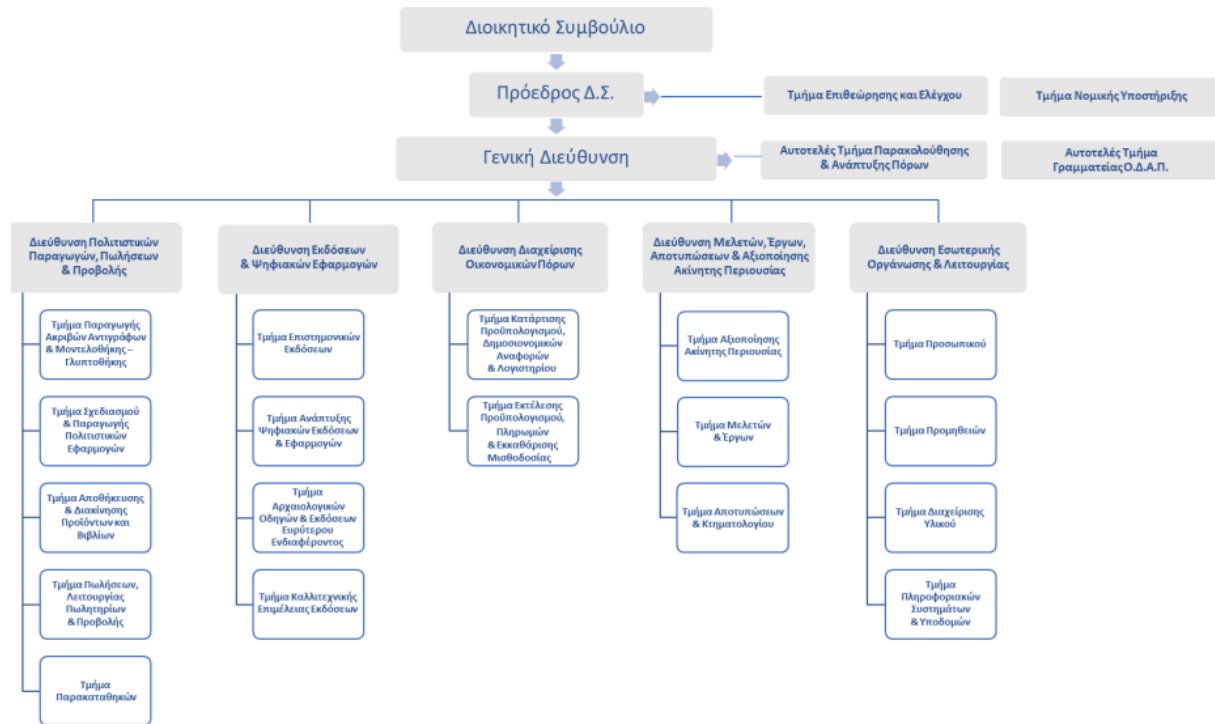 Διοικητικό Συμβούλιο
Πρόεδρος Δ.Σ.
Τμήμα Επιθεώρησης και Ελέγχου
Τμήμα Νομικής Υποστήριξης
Γενική Διεύθυνση
Αυτοτελές Τμήμα Παρακολούθησης
& Ανάπτυξης Πόρων
Αυτοτελές Τμήμα
Γραμματείας Ο.Δ.Α.Π.
Διεύθυνση Πολιτιστικών
Παραγωγών, Πωλήσεων
& Προβολής
Τμήμα Παραγωγής
Ακριβών Αντιγράφων
& Μοντελοθήκης –
Γλυπτοθήκης
Τμήμα Σχεδιασμού
& Παραγωγής
Πολιτιστικών
Εφαρμογών
Τμήμα Αποθήκευσης
& Διακίνησης
Προϊόντων και
Βιβλίων
Τμήμα Πωλήσεων,
Λειτουργίας
Πωλητηρίων
& Προβολής
Τμήμα
Παρακαταθηκών
Διεύθυνση Εκδόσεων
& Ψηφιακών Εφαρμογών
Τμήμα Επιστημονικών
Εκδόσεων
Τμήμα Ανάπτυξης
Ψηφιακών Εκδόσεων
& Εφαρμογών
Τμήμα
Αρχαιολογικών
Οδηγών & Εκδόσεων
Ευρύτερου
Ενδιαφέροντος
Τμήμα Καλλιτεχνικής
Επιμέλειας Εκδόσεων
Διεύθυνση Διαχείρισης
Οικονομικών Πόρων
Τμήμα Κατάρτισης
Προϋπολογισμού,
Δημοσιονομικών
Αναφορών
& Λογιστηρίου
Τμήμα Εκτέλεσης
Προϋπολογισμού,
Πληρωμών
& Εκκαθάρισης
Μισθοδοσίας
Διεύθυνση Μελετών, Έργων,
Αποτυπώσεων & Αξιοποίησης
Ακίνητης Περιουσίας
Τμήμα Αξιοποίησης
Ακίνητης Περιουσίας
Τμήμα Μελετών
& Έργων
Τμήμα Αποτυπώσεων
& Κτηματολογίου
Διεύθυνση Εσωτερικής
Οργάνωσης & Λειτουργίας
Τμήμα Προσωπικού
Τμήμα Προμηθειών
Τμήμα Διαχείρισης
Υλικού
Τμήμα
Πληροφοριακών
Συστημάτων
& Υποδομών